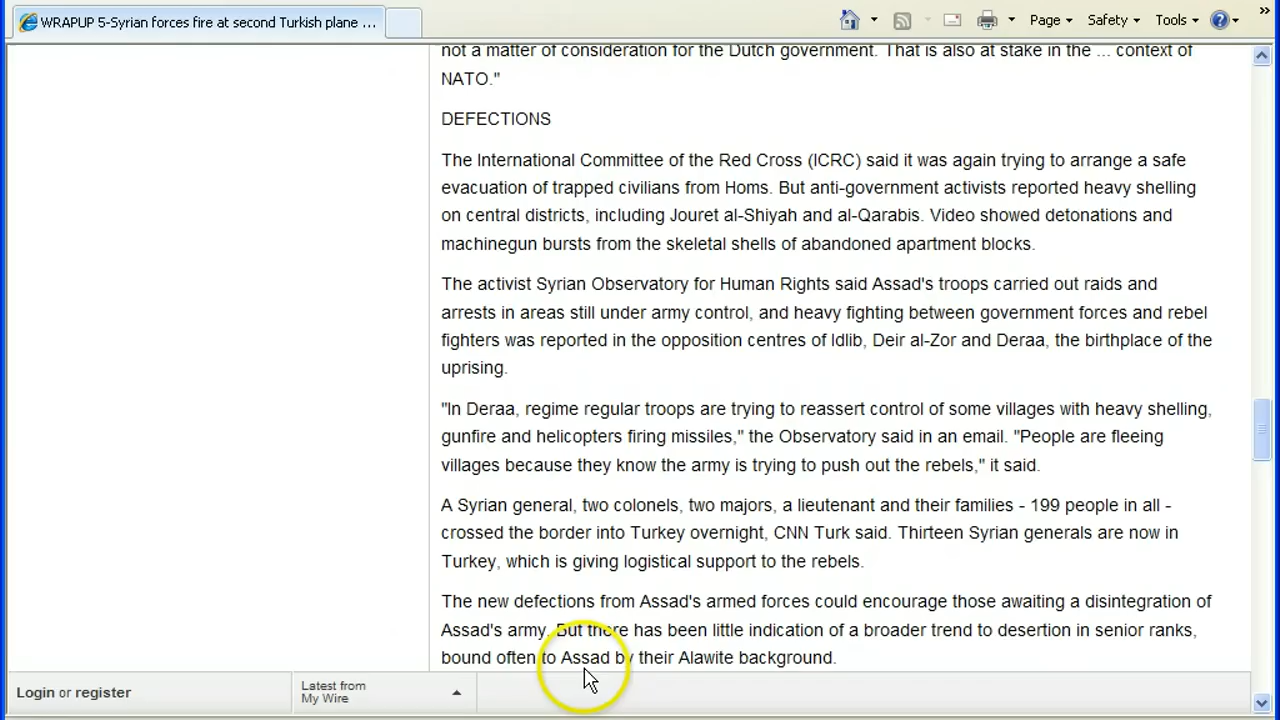 WRAPUP 5-Syrian forces fire at second Turkish plane ...
Page
Safety
Tools
»
not a matter of consideration for the Dutch government. That is also at stake in the ... context of
NATO."
DEFECTIONS
The International Committee of the Red Cross (ICRC) said it was again trying to arrange a safe
evacuation of trapped civilians from Homs. But anti-government activists reported heavy shelling
on central districts, including Jouret al-Shiyah and al-Qarabis. Video showed detonations and
machinegun bursts from the skeletal shells of abandoned apartment blocks.
The activist Syrian Observatory for Human Rights said Assad's troops carried out raids and
arrests in areas still under army control, and heavy fighting between government forces and rebel
fighters was reported in the opposition centres of Idlib, Deir al-Zor and Deraa, the birthplace of the
uprising.
"In Deraa, regime regular troops are trying to reassert control of some villages with heavy shelling,
gunfire and helicopters firing missiles," the Observatory said in an email. "People are fleeing
villages because they know the army is trying to push out the rebels," it said.
A Syrian general, two colonels, two majors, a lieutenant and their families - 199 people in all -
crossed the border into Turkey overnight, CNN Turk said. Thirteen Syrian generals are now in
Turkey, which is giving logistical support to the rebels.
The new defections from Assad's armed forces could encourage those awaiting a disintegration of
Assad's army. But there has been little indication of a broader trend to desertion in senior ranks,
bound often to Assad by their Alawite background.
Login or register
Latest from
My Wire